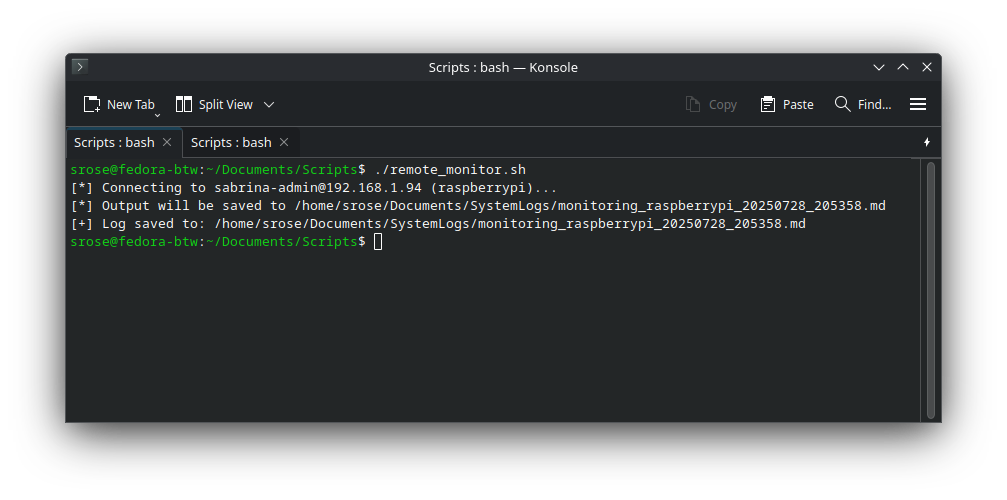 Scripts : bash — Konsole
New Tab Split View Copy Paste Find...
Scripts : bash Scripts : bash
srose@fedora-btw:~/Documents/Scripts$ ./remote_monitor.sh
[*] Connecting to sabrina-admin@192.168.1.94 (raspberrypi)...
[*] Output will be saved to /home/srose/Documents/SystemLogs/monitoring_raspberrypi_20250728_205358.md
[+] Log saved to: /home/srose/Documents/SystemLogs/monitoring_raspberrypi_20250728_205358.md
srose@fedora-btw:~/Documents/Scripts$